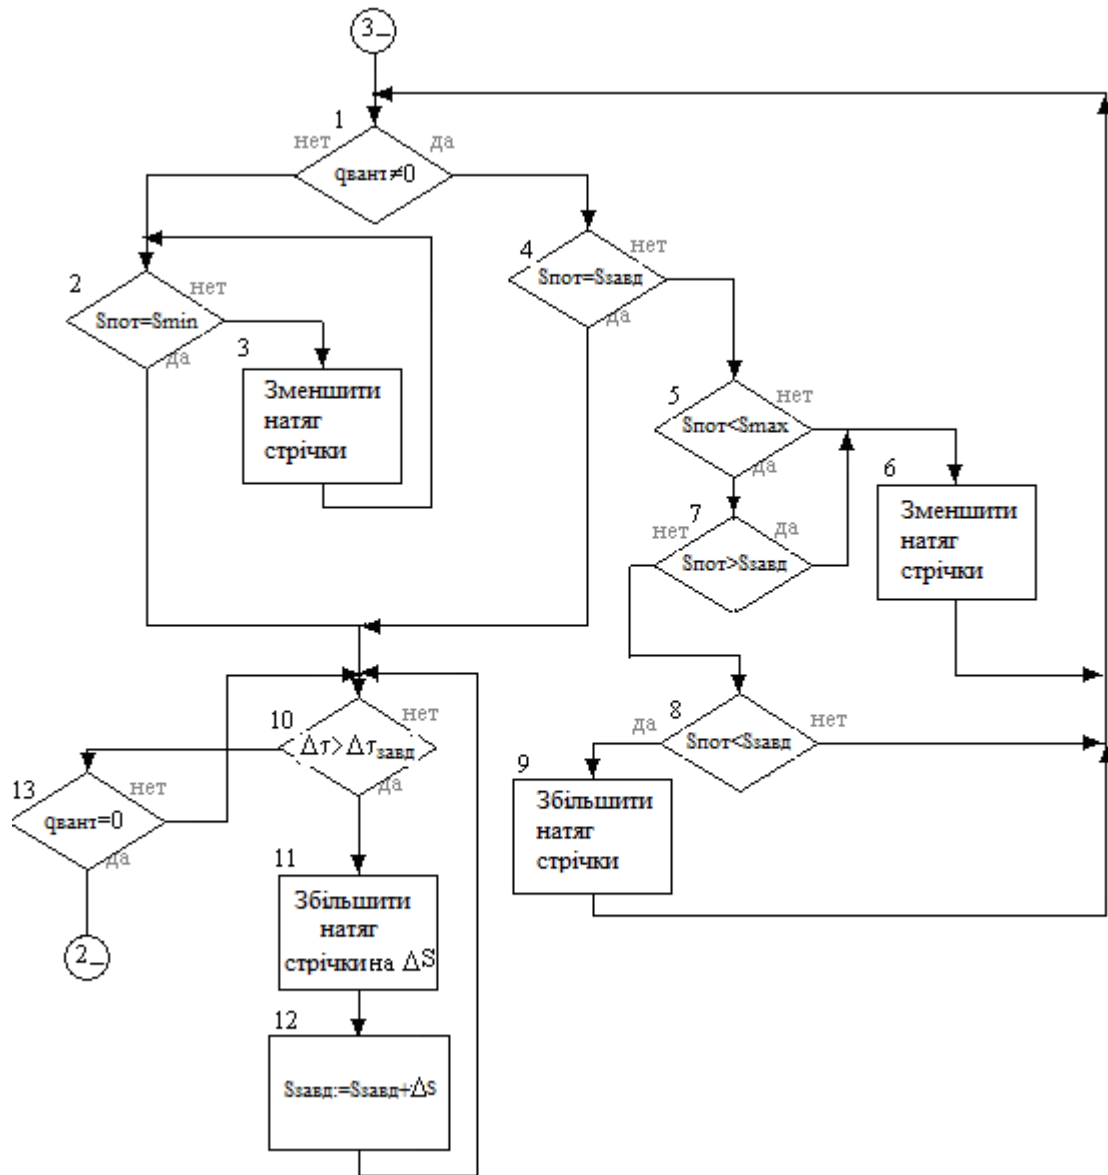 3_
1
нет
да
qвант≠0
4
нет
Sпот=Sзавд
да
2
нет
Sпот=Smin
да
3
Зменшити
натяг
стрічки
5
нет
Sпот<Smax
да
6
Зменшити
натяг
стрічки
7
нет
да
Sпот>Sзавд
8
да
нет
Sпот<Sзавд
9
Збільшити
натяг
стрічки
10
нет
Δτ>Δτзавд
да
13
нет
qвант=0
да
2_
11
Збільшити
натяг
стрічки на ΔS
12
Sзавд:=Sзавд+ΔS